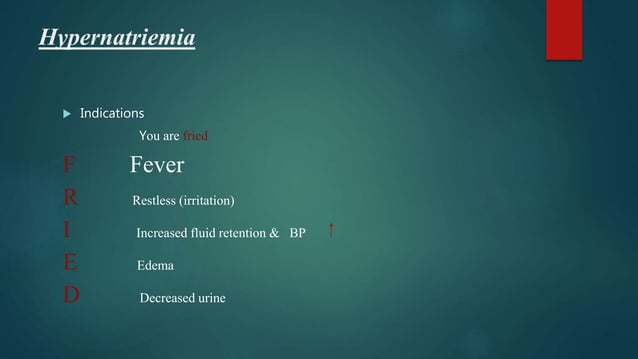 Hypernatriemia
Indications
You are fried
F Fever
R Restless (irritation)
I Increased fluid retention & BP ↑
E Edema
D Decreased urine